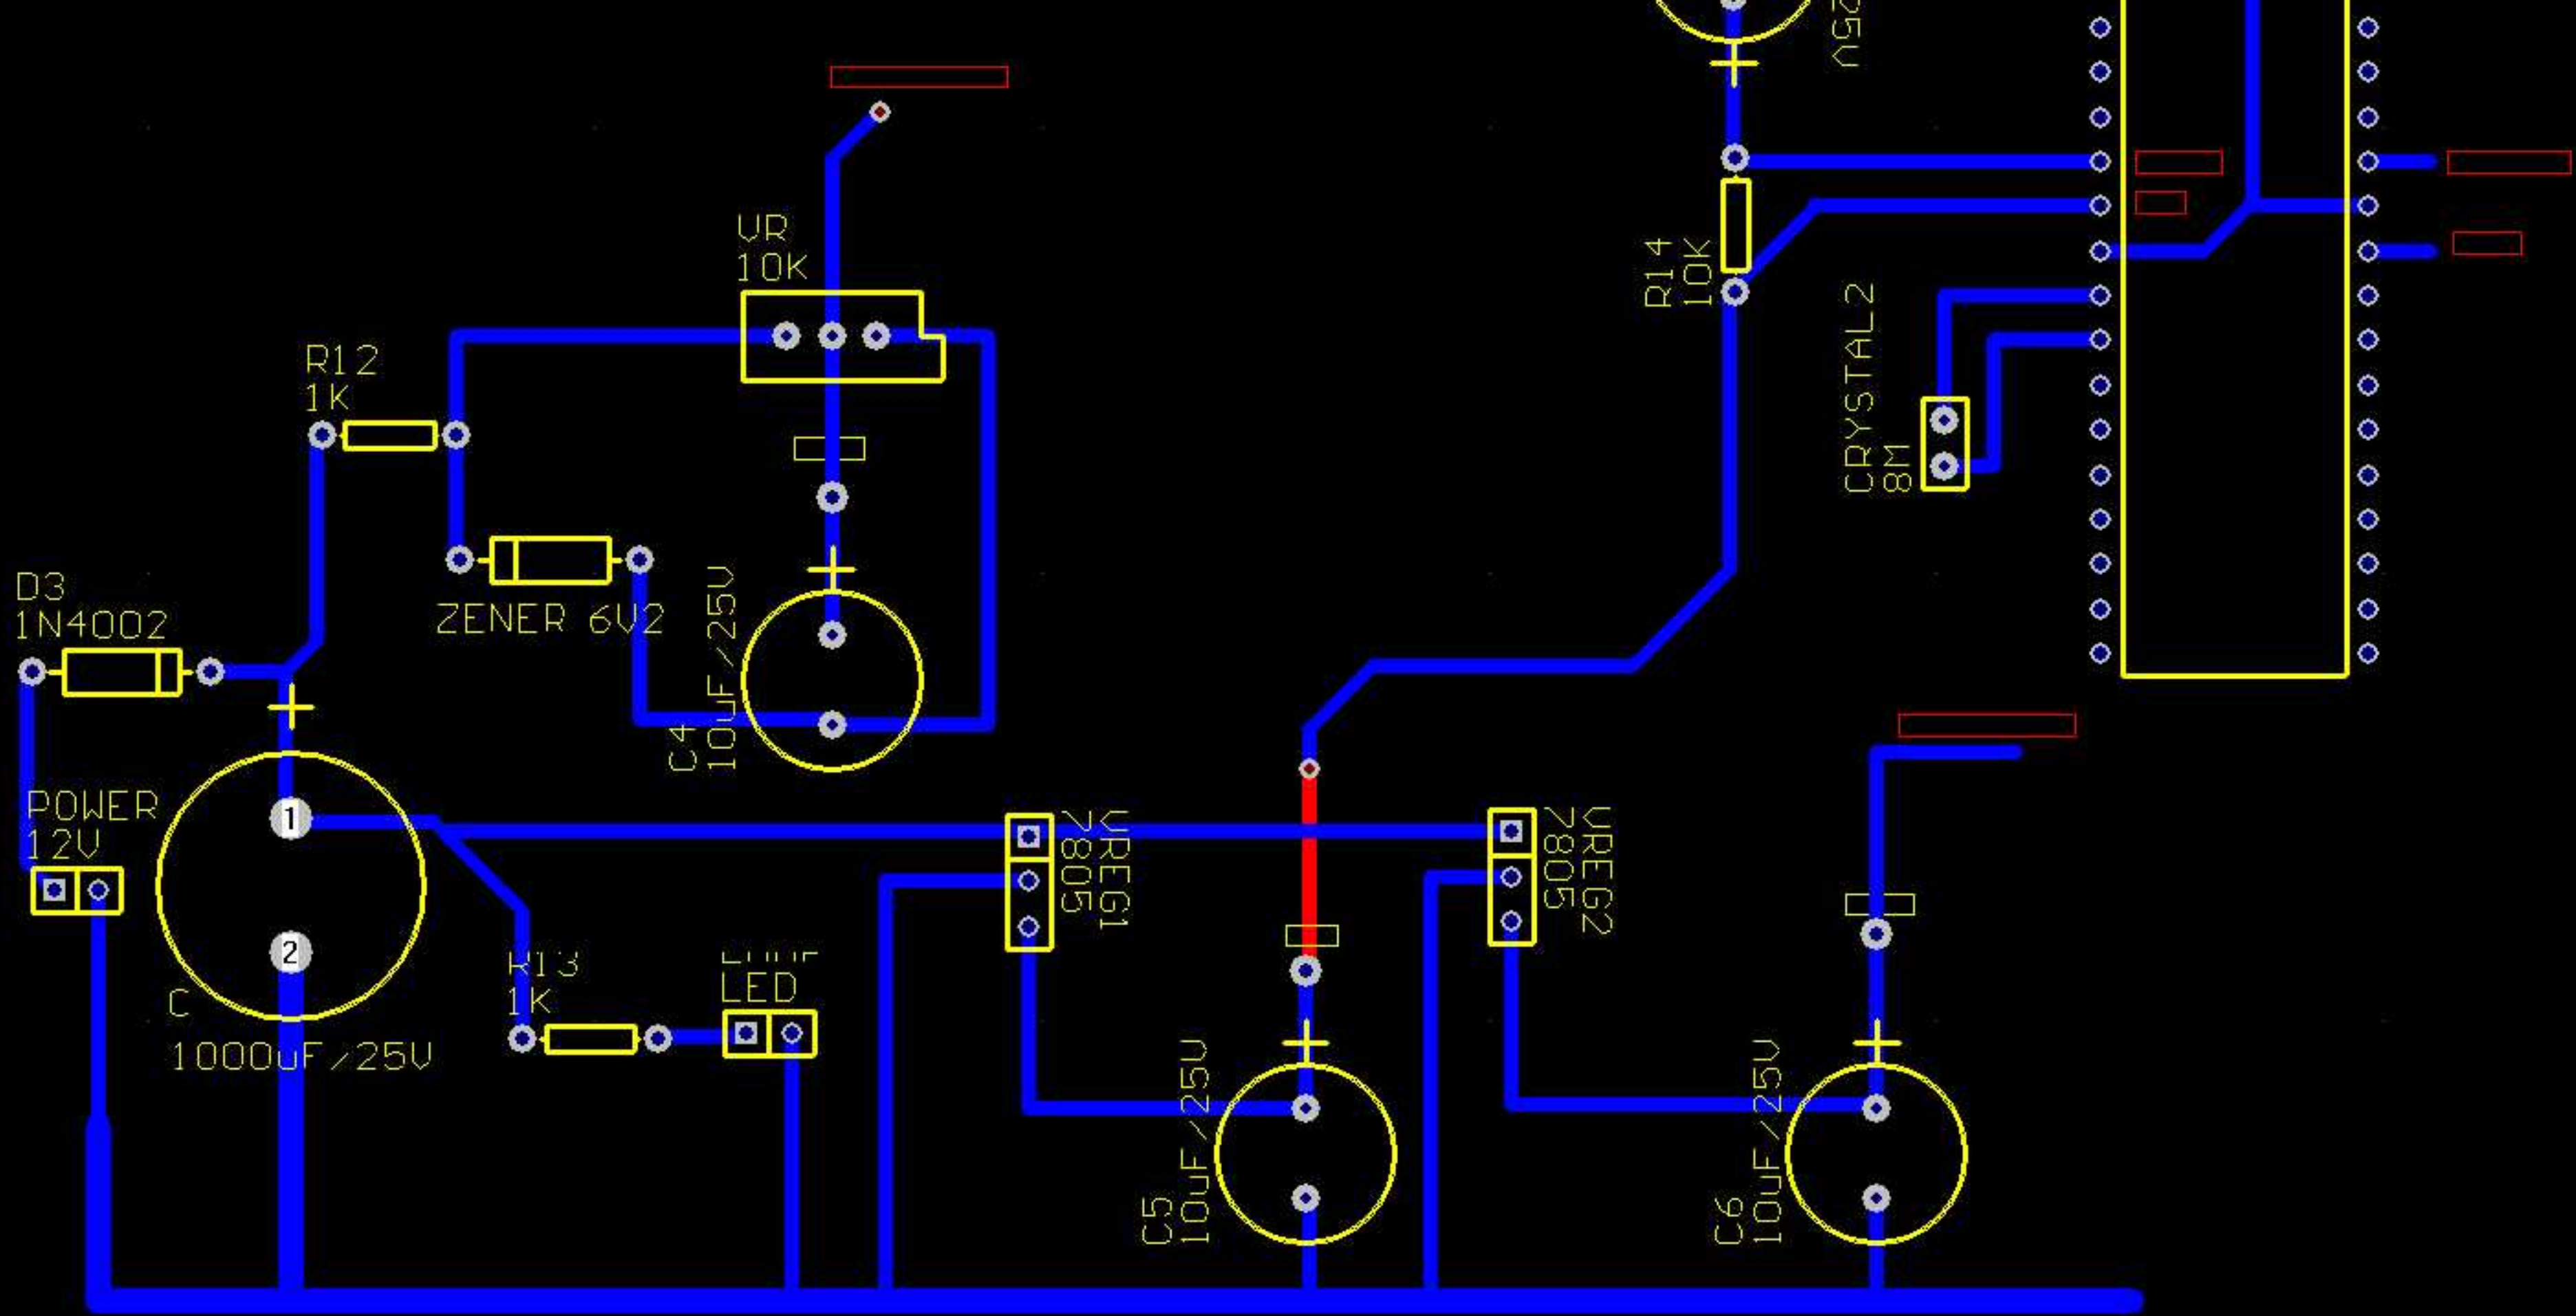 25V
VR
10K
R14
10K
CRYSTAL2
8M
R12
1K
ZENER 6V2
D3
1N4002
C4
10uF/25V
POWER
12V
1
2
C
1000uF/25V
VREG1
7805
VREG2
7805
R13
1K
LED
C5
10uF/25V
C6
10uF/25V